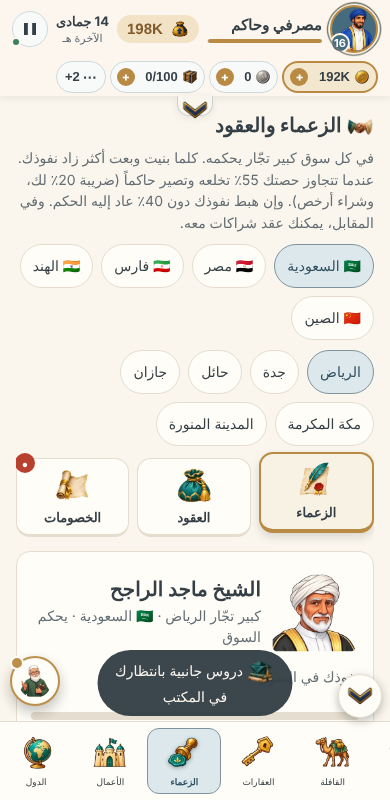 مصرفي وحاكم
16
198K
14 جمادى
الآخرة هـ
192K
0
0/100
+2 ⋯
الزعماء والعقود
في كل سوق كبير تجّار يحكمه. كلما بنيت وبعت أكثر زاد نفوذك.
عندما تتجاوز حصتك 55٪ تخلعه وتصير حاكماً (ضريبة 20٪ لك،
وشراء أرخص). وإن هبط نفوذك دون 40٪ عاد إليه الحكم. وفي
المقابل، يمكنك عقد شراكات معه.
السعودية
مصر
فارس
الهند
الصين
الرياض
جدة
حائل
جازان
مكة المكرمة
المدينة المنورة
الزعماء
العقود
الخصومات
الشيخ ماجد الراجح
كبير تجّار الرياض · السعودية · يحكم
السوق
دروس جانبية بانتظارك
في المكتب
القافلة
العقارات
الزعماء
الأعمال
الدول